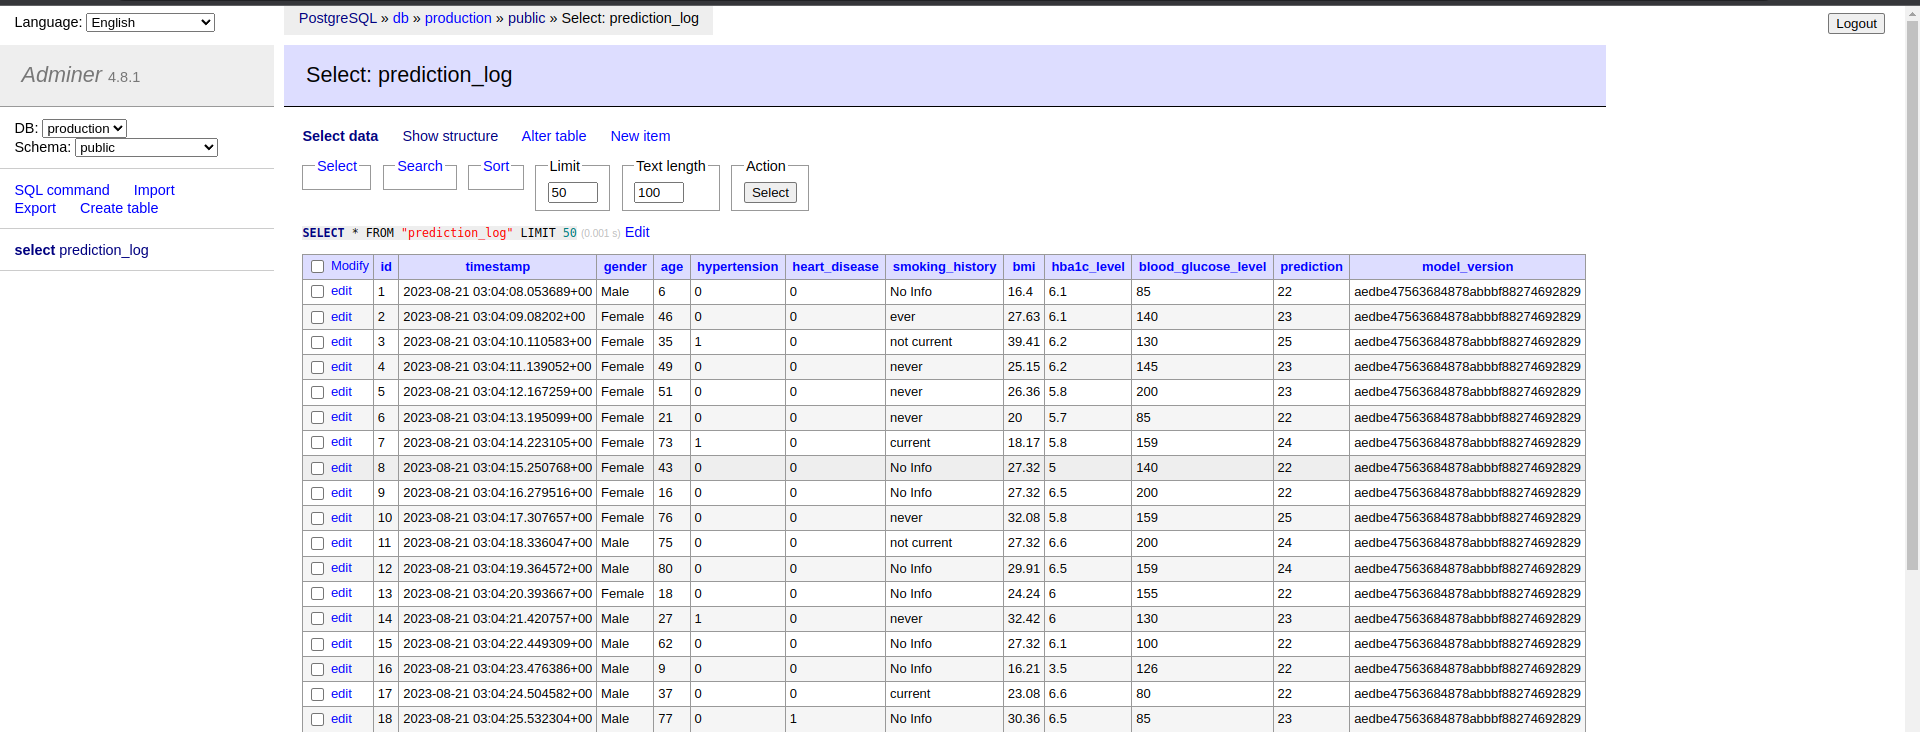 Language: English
PostgreSQL » db » production » public » Select: prediction_log
Logout
Adminer 4.8.1
Select: prediction_log
DB: production
Schema: public
SQL command Import
Export Create table
select prediction_log
Select data Show structure Alter table New item
Select Search Sort Limit Text length Action
50 100 Select
SELECT * FROM "prediction_log" LIMIT 50 (0.001 s) Edit
Modify id timestamp gender age hypertension heart_disease smoking_history bmi hba1c_level blood_glucose_level prediction model_version
edit 1 2023-08-21 03:04:08.053689+00 Male 6 0 0 No Info 16.4 6.1 85 22 aedbe47563684878abbbf88274692829
edit 2 2023-08-21 03:04:09.08202+00 Female 46 0 0 ever 27.63 6.1 140 23 aedbe47563684878abbbf88274692829
edit 3 2023-08-21 03:04:10.110583+00 Female 35 1 0 not current 39.41 6.2 130 25 aedbe47563684878abbbf88274692829
edit 4 2023-08-21 03:04:11.139052+00 Female 49 0 0 never 25.15 6.2 145 23 aedbe47563684878abbbf88274692829
edit 5 2023-08-21 03:04:12.167259+00 Female 51 0 0 never 26.36 5.8 200 23 aedbe47563684878abbbf88274692829
edit 6 2023-08-21 03:04:13.195099+00 Female 21 0 0 never 20 5.7 85 22 aedbe47563684878abbbf88274692829
edit 7 2023-08-21 03:04:14.223105+00 Female 73 1 0 current 18.17 5.8 159 24 aedbe47563684878abbbf88274692829
edit 8 2023-08-21 03:04:15.250768+00 Female 43 0 0 No Info 27.32 5 140 22 aedbe47563684878abbbf88274692829
edit 9 2023-08-21 03:04:16.279516+00 Female 16 0 0 No Info 27.32 6.5 200 22 aedbe47563684878abbbf88274692829
edit 10 2023-08-21 03:04:17.307657+00 Female 76 0 0 never 32.08 5.8 159 25 aedbe47563684878abbbf88274692829
edit 11 2023-08-21 03:04:18.336047+00 Male 75 0 0 not current 27.32 6.6 200 24 aedbe47563684878abbbf88274692829
edit 12 2023-08-21 03:04:19.364572+00 Male 80 0 0 No Info 29.91 6.5 159 24 aedbe47563684878abbbf88274692829
edit 13 2023-08-21 03:04:20.393667+00 Female 18 0 0 No Info 24.24 6 155 22 aedbe47563684878abbbf88274692829
edit 14 2023-08-21 03:04:21.420757+00 Male 27 1 0 never 32.42 6 130 23 aedbe47563684878abbbf88274692829
edit 15 2023-08-21 03:04:22.449309+00 Male 62 0 0 No Info 27.32 6.1 100 22 aedbe47563684878abbbf88274692829
edit 16 2023-08-21 03:04:23.476386+00 Male 9 0 0 No Info 16.21 3.5 126 22 aedbe47563684878abbbf88274692829
edit 17 2023-08-21 03:04:24.504582+00 Male 37 0 0 current 23.08 6.6 80 22 aedbe47563684878abbbf88274692829
edit 18 2023-08-21 03:04:25.532304+00 Male 77 0 1 No Info 30.36 6.5 85 23 aedbe47563684878abbbf88274692829